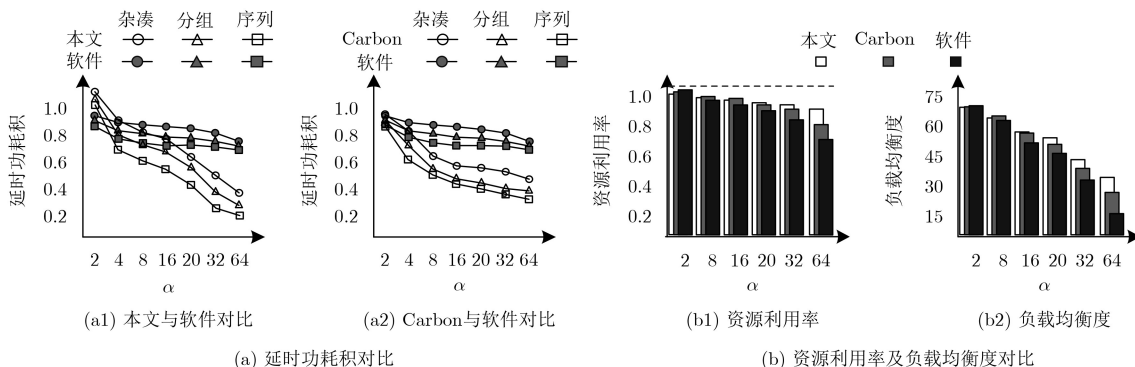 杂凑 分组 序列
本文
软件
延时功耗积
1.0
0.8
0.6
0.4
0.2
2 4 8 16 20 32 64
α
(a1) 本文与软件对比
杂凑 分组 序列
Carbon
软件
延时功耗积
1.0
0.8
0.6
0.4
0.2
2 4 8 16 20 32 64
α
(a2) Carbon与软件对比
(a) 延时功耗积对比
本文 Carbon 软件
资源利用率
1.0
0.8
0.6
0.4
0.2
2 8 16 20 32 64
α
(b1) 资源利用率
负载均衡度
75
60
45
30
15
2 8 16 20 32 64
α
(b2) 负载均衡度
(b) 资源利用率及负载均衡度对比